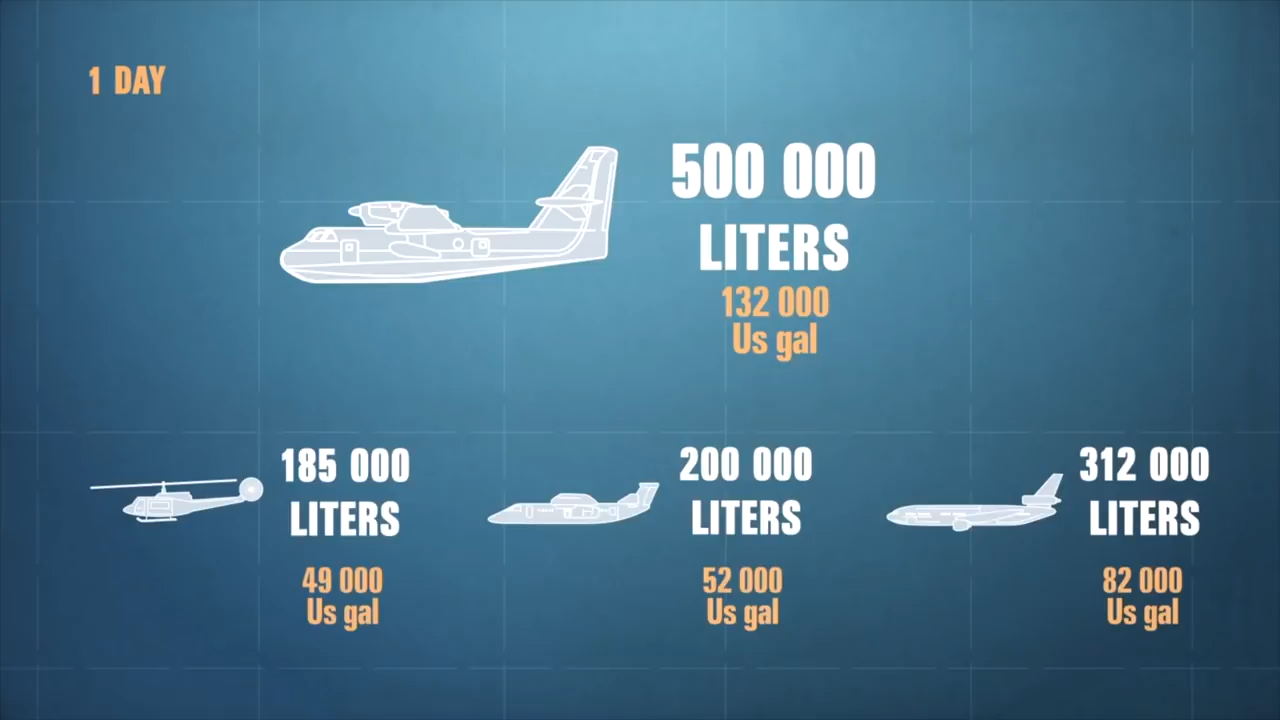 1 DAY
500 000
LITERS
132 000
Us gal
185 000
LITERS
49 000
Us gal
200 000
LITERS
52 000
Us gal
312 000
LITERS
82 000
Us gal